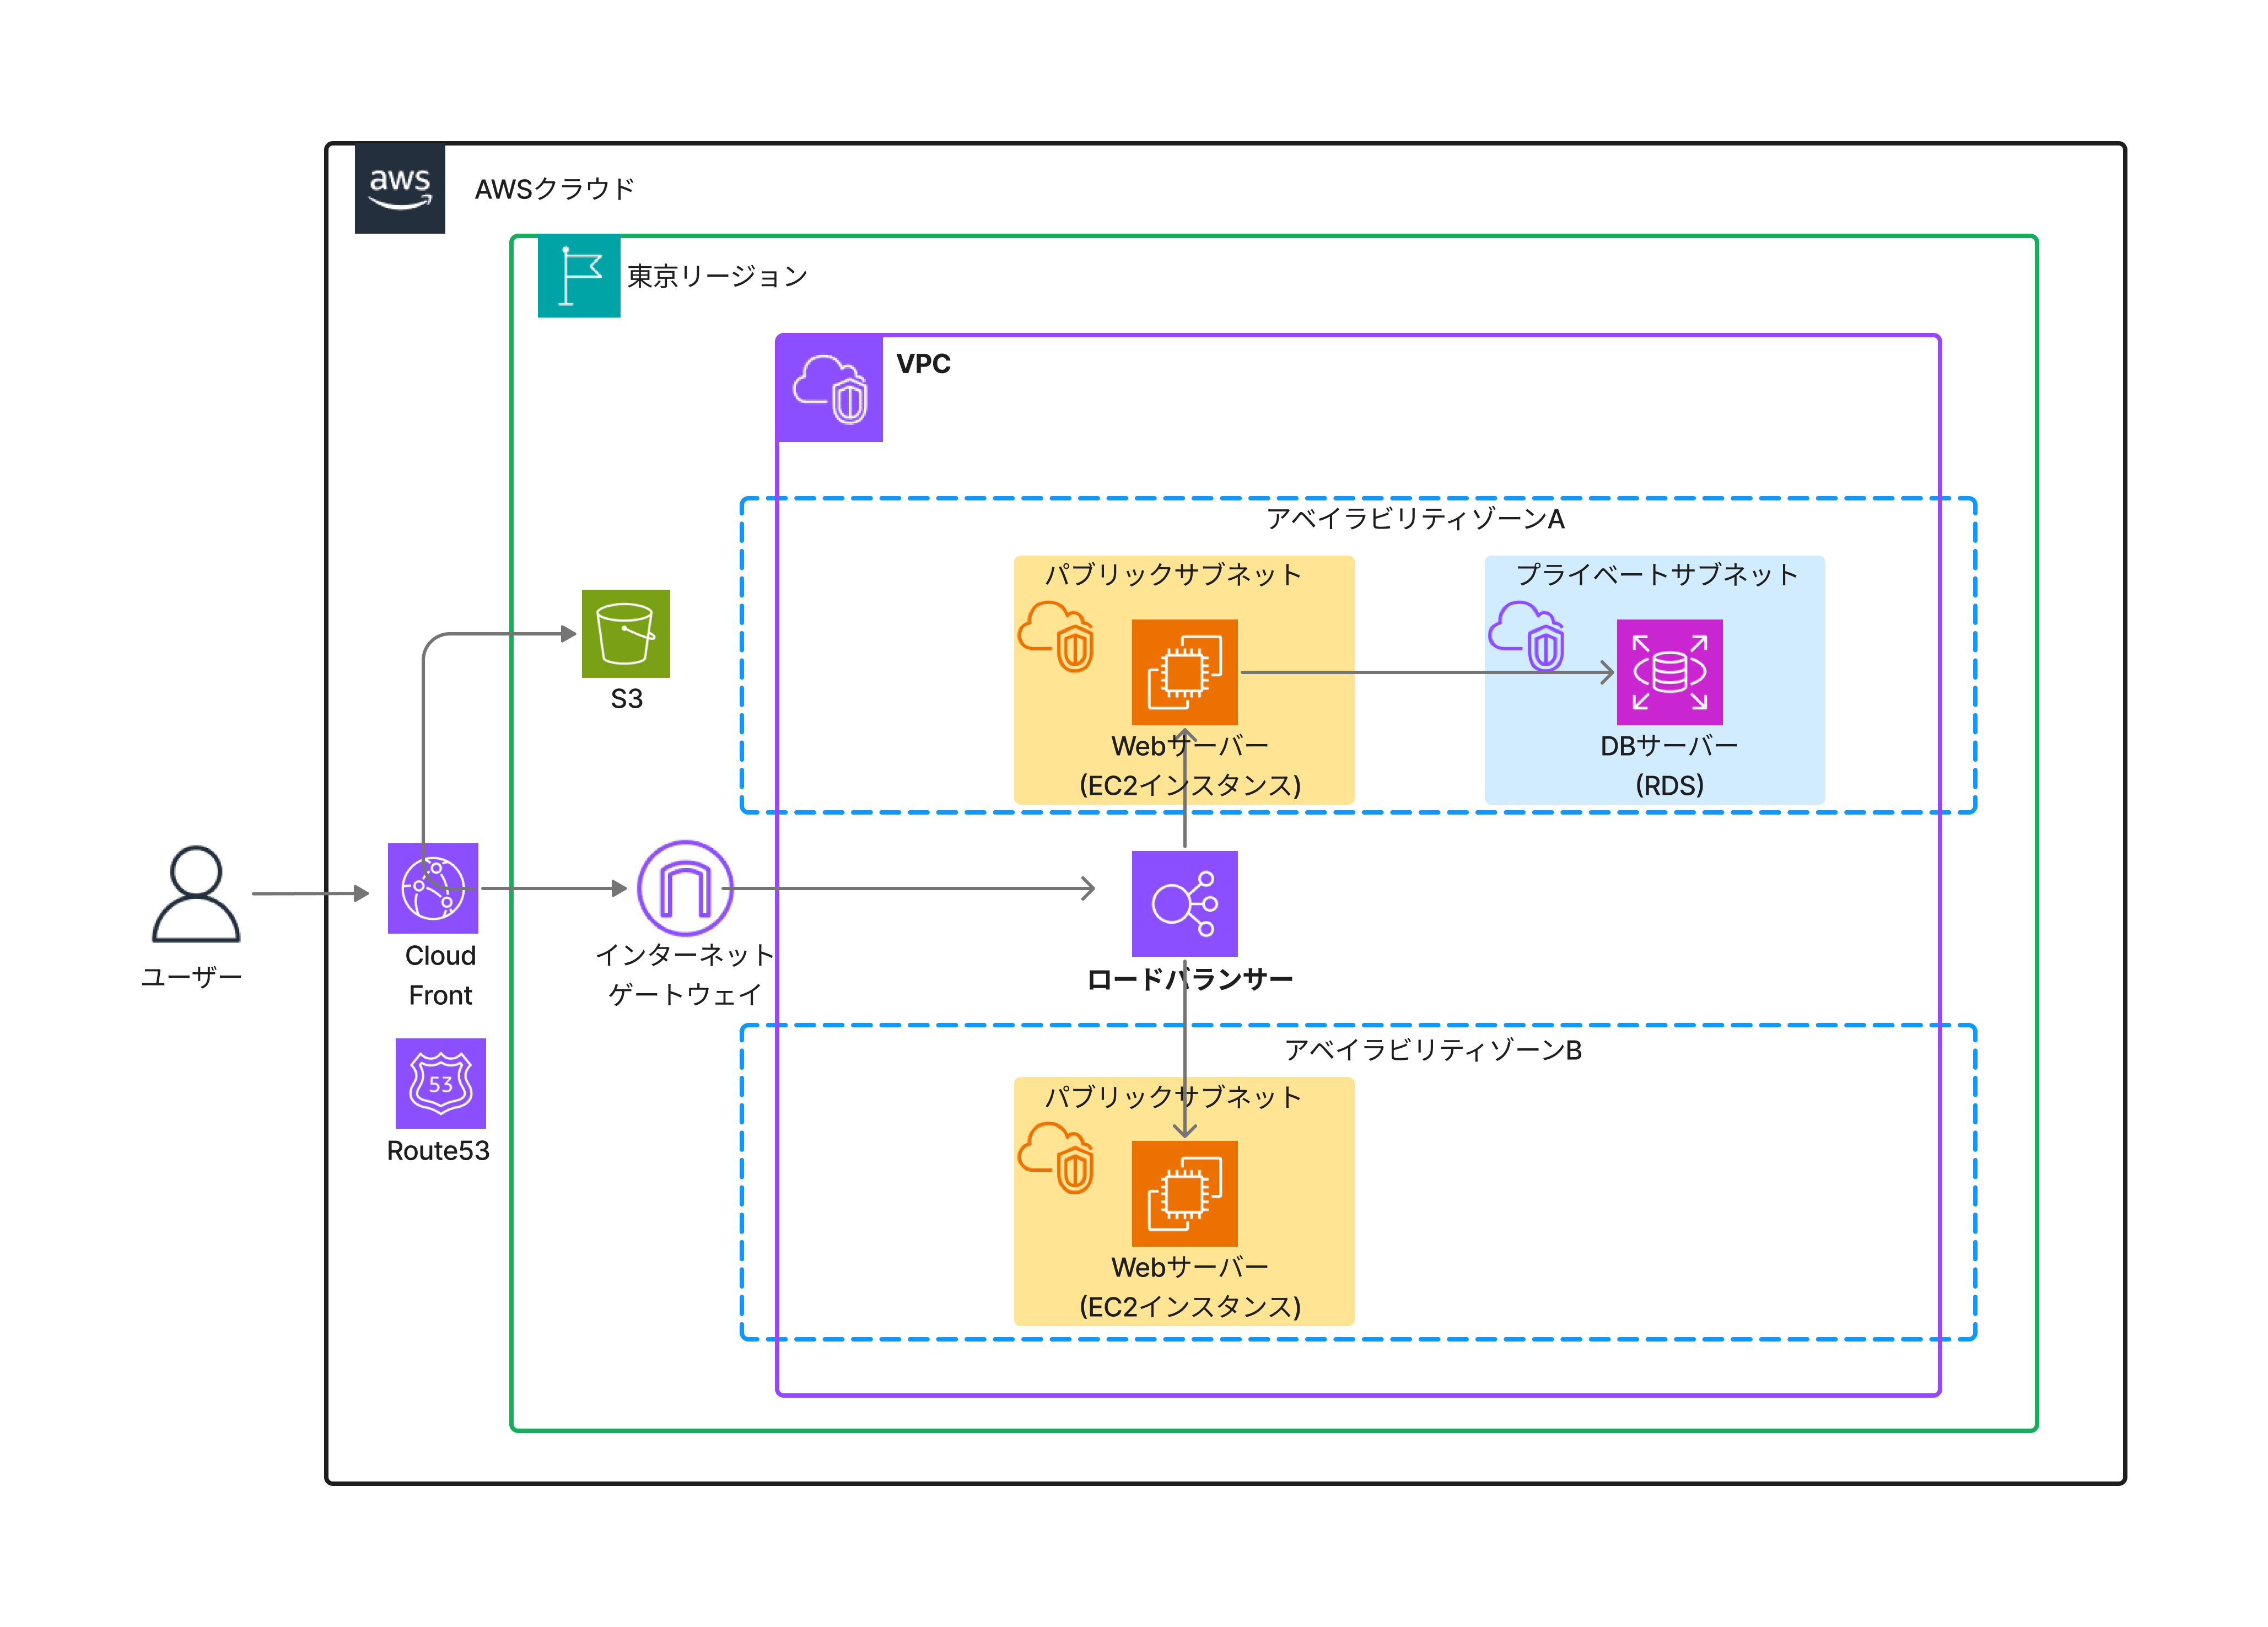 aws
AWSクラウド
東京リージョン
VPC
アベイラビリティゾーンA
パブリックサブネット
プライベートサブネット
S3
Webサーバー
(EC2インスタンス)
DBサーバー
(RDS)
ユーザー
Cloud
Front
インターネット
ゲートウェイ
ロードバランサー
53
Route53
アベイラビリティゾーンB
パブリックサブネット
Webサーバー
(EC2インスタンス)